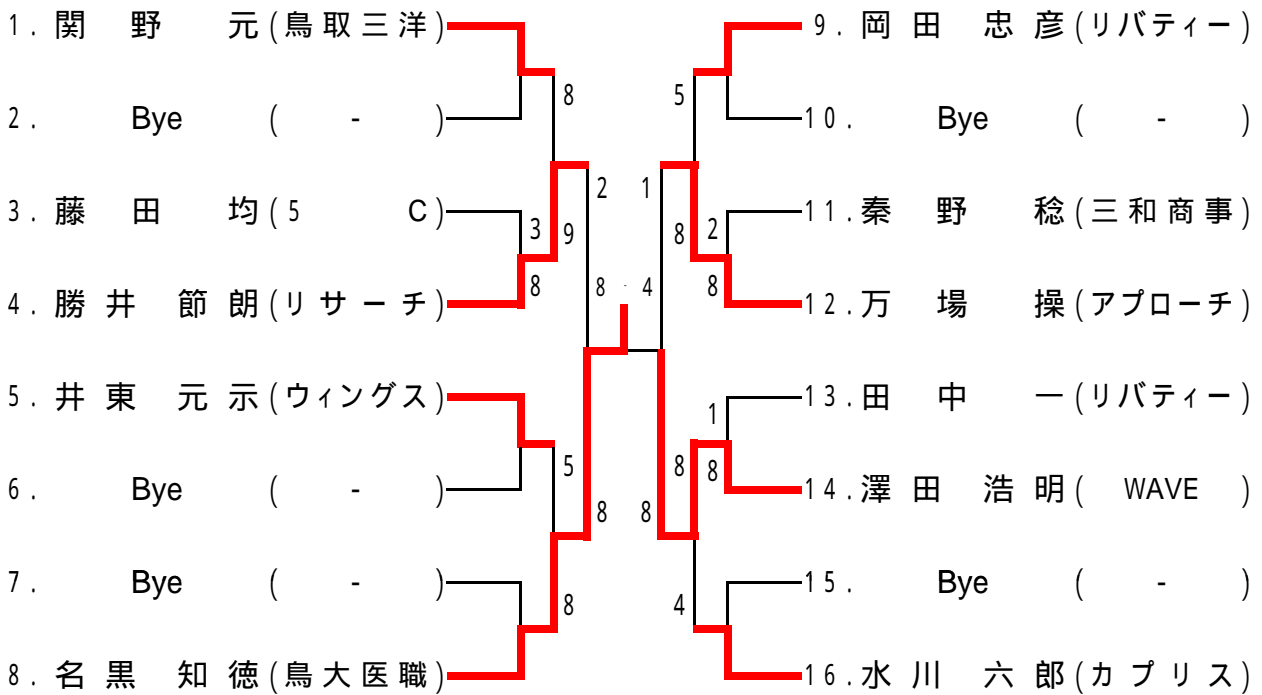 1. 関 野 元 (鳥取三洋)
2. Bye ( - )
3. 藤 田 均 (5 C)
4. 勝 井 節 朗 (リサーチ)
5. 井 東 元 示 (ウィングス)
6. Bye ( - )
7. Bye ( - )
8. 名 黒 知 徳 (鳥大医職)
8
3
9
8
2
8
5
8
8
8
4
1
8
5
8
2
8
1
8
8
4
9. 岡 田 忠 彦 (リバティー)
10. Bye ( - )
11. 秦 野 稔 (三和商事)
12. 万 場 操 (アプローチ)
13. 田 中 一 (リバティー)
14. 澤 田 浩 明 ( WAVE )
15. Bye ( - )
16. 水 川 六 郎 (カプリス)